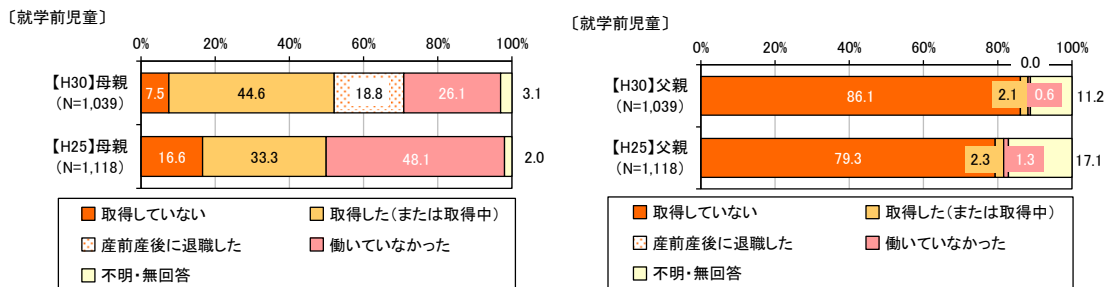 〔就学前児童〕
0% 20% 40% 60% 80% 100%
【H30】母親
(N=1,039)
7.5 44.6 18.8 26.1 3.1
【H25】母親
(N=1,118)
16.6 33.3 48.1 2.0
取得していない 取得した(または取得中)
産前産後に退職した 働いていなかった
不明・無回答
〔就学前児童〕
0% 20% 40% 60% 80% 100%
0.0
【H30】父親
(N=1,039)
86.1 2.1 0.6 11.2
【H25】父親
(N=1,118)
79.3 2.3 1.3 17.1
取得していない 取得した(または取得中)
産前産後に退職した 働いていなかった
不明・無回答